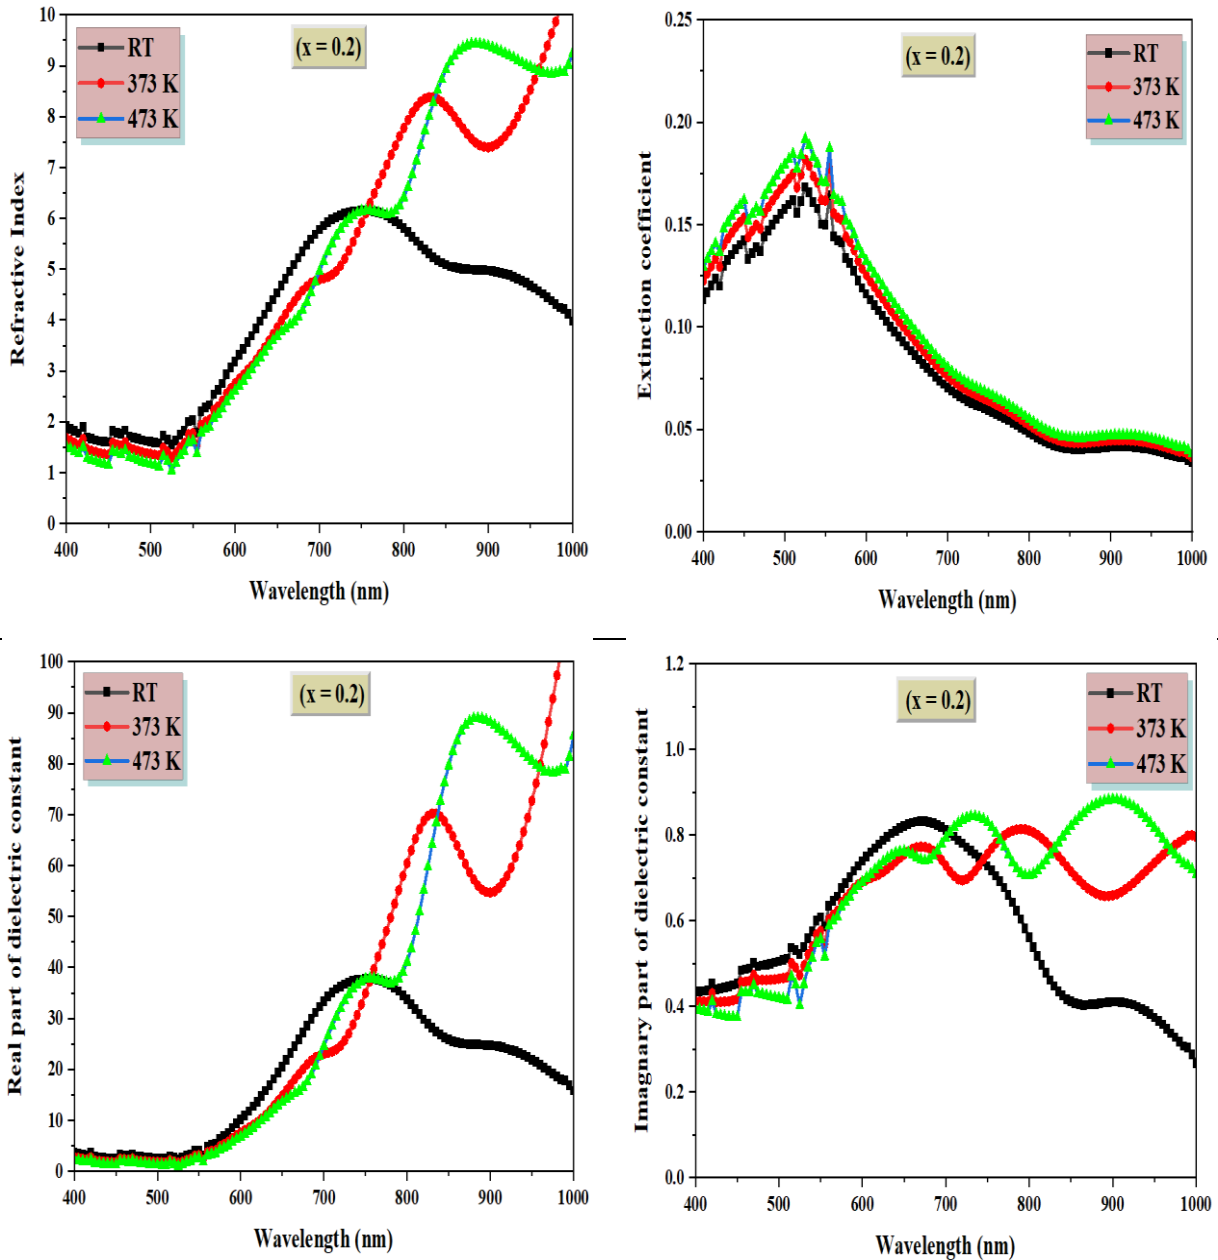 10
9
8
7
6
5
4
3
2
1
0
Refractive Index
RT
373 K
473 K
(x = 0.2)
400 500 600 700 800 900 1000
Wavelength (nm)
0.25
0.20
0.15
0.10
0.05
0.00
Extinction coefficient
(x = 0.2)
RT
373 K
473 K
400 500 600 700 800 900 1000
Wavelength (nm)
100
90
80
70
60
50
40
30
20
10
0
Real part of dielectric constant
RT
373 K
473 K
(x = 0.2)
400 500 600 700 800 900 1000
Wavelength (nm)
1.2
1.0
0.8
0.6
0.4
0.2
0.0
Imagnary part of dielectric constant
(x = 0.2)
RT
373 K
473 K
400 500 600 700 800 900 1000
Wavelength (nm)